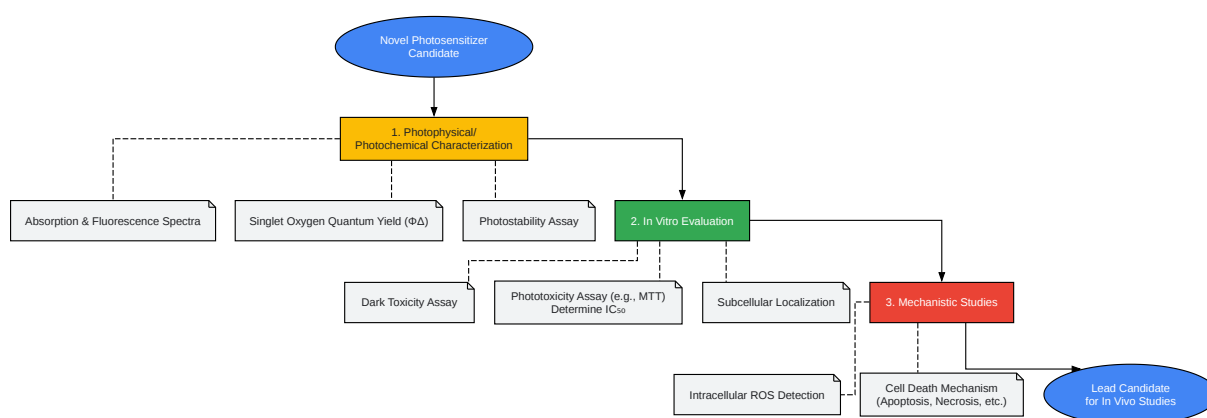 Novel Photosensitizer
Candidate
1. Photophysical/
Photochemical Characterization
Absorption & Fluorescence Spectra
Singlet Oxygen Quantum Yield (ΦΔ)
Photostability Assay
2. In Vitro Evaluation
Dark Toxicity Assay
Phototoxicity Assay (e.g., MTT)
Determine IC₅₀
Subcellular Localization
3. Mechanistic Studies
Intracellular ROS Detection
Cell Death Mechanism
(Apoptosis, Necrosis, etc.)
Lead Candidate
for In Vivo Studies